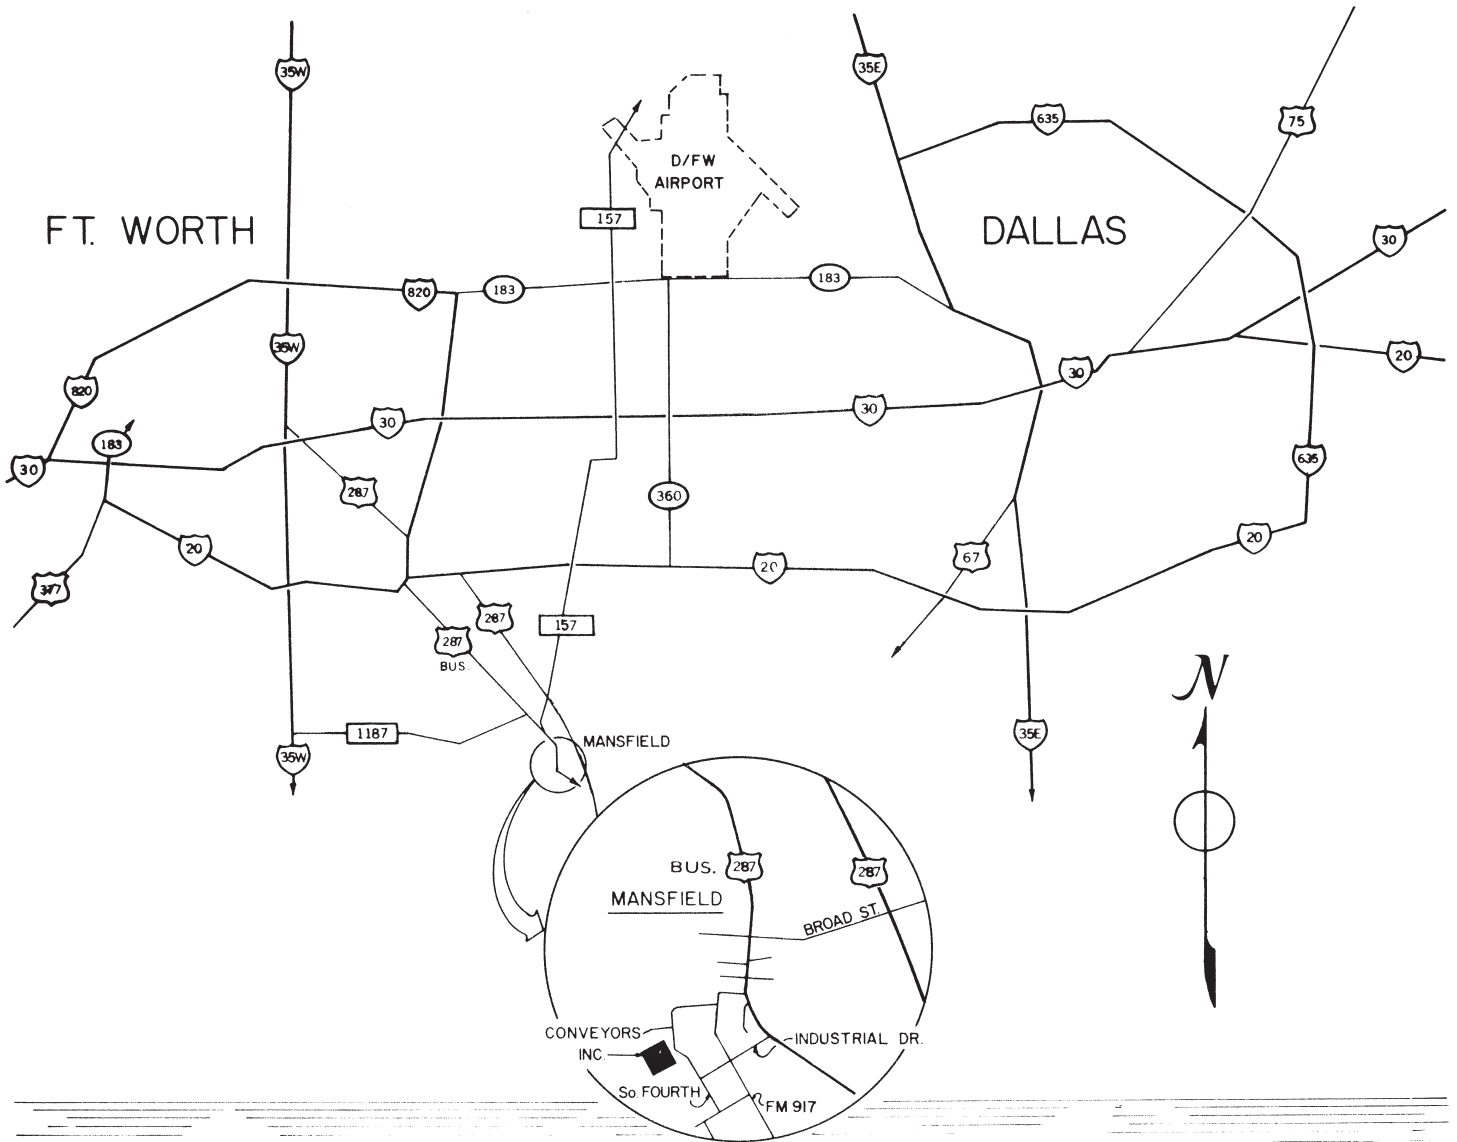 35W
35E
635
75
D/FW
AIRPORT
157
FT. WORTH
DALLAS
30
820
183
183
35W
820
30
20
30
30
183
30
287
360
635
20
20
20
67
377
287
157
287
BUS.
N
1187
35W
MANSFIELD
35E
BUS. 287
287
MANSFIELD
BROAD ST.
CONVEYORS
INC.
INDUSTRIAL DR.
So. FOURTH
FM 917